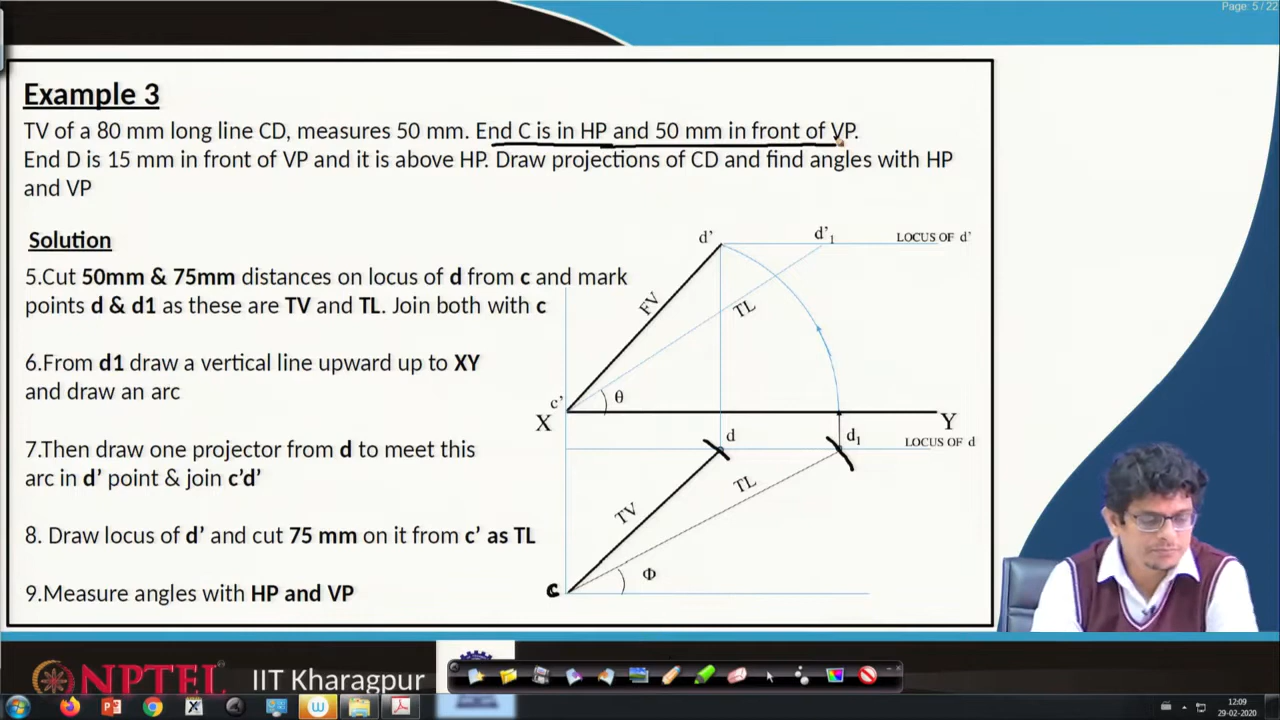 Page: 5 / 22
Example 3
TV of a 80 mm long line CD, measures 50 mm. End C is in HP and 50 mm in front of VP.
End D is 15 mm in front of VP and it is above HP. Draw projections of CD and find angles with HP
and VP
Solution
5.Cut 50mm & 75mm distances on locus of d from c and mark
points d & d1 as these are TV and TL. Join both with c
6.From d1 draw a vertical line upward up to XY
and draw an arc
7.Then draw one projector from d to meet this
arc in d’ point & join c’d’
8. Draw locus of d’ and cut 75 mm on it from c’ as TL
9.Measure angles with HP and VP
d’
d’1
LOCUS OF d’
FV
TL
θ
c’
X
Y
d
d1
LOCUS OF d
TV
TL
Φ
c
NPTEL
IIT Kharagpur
12:09
29-02-2020